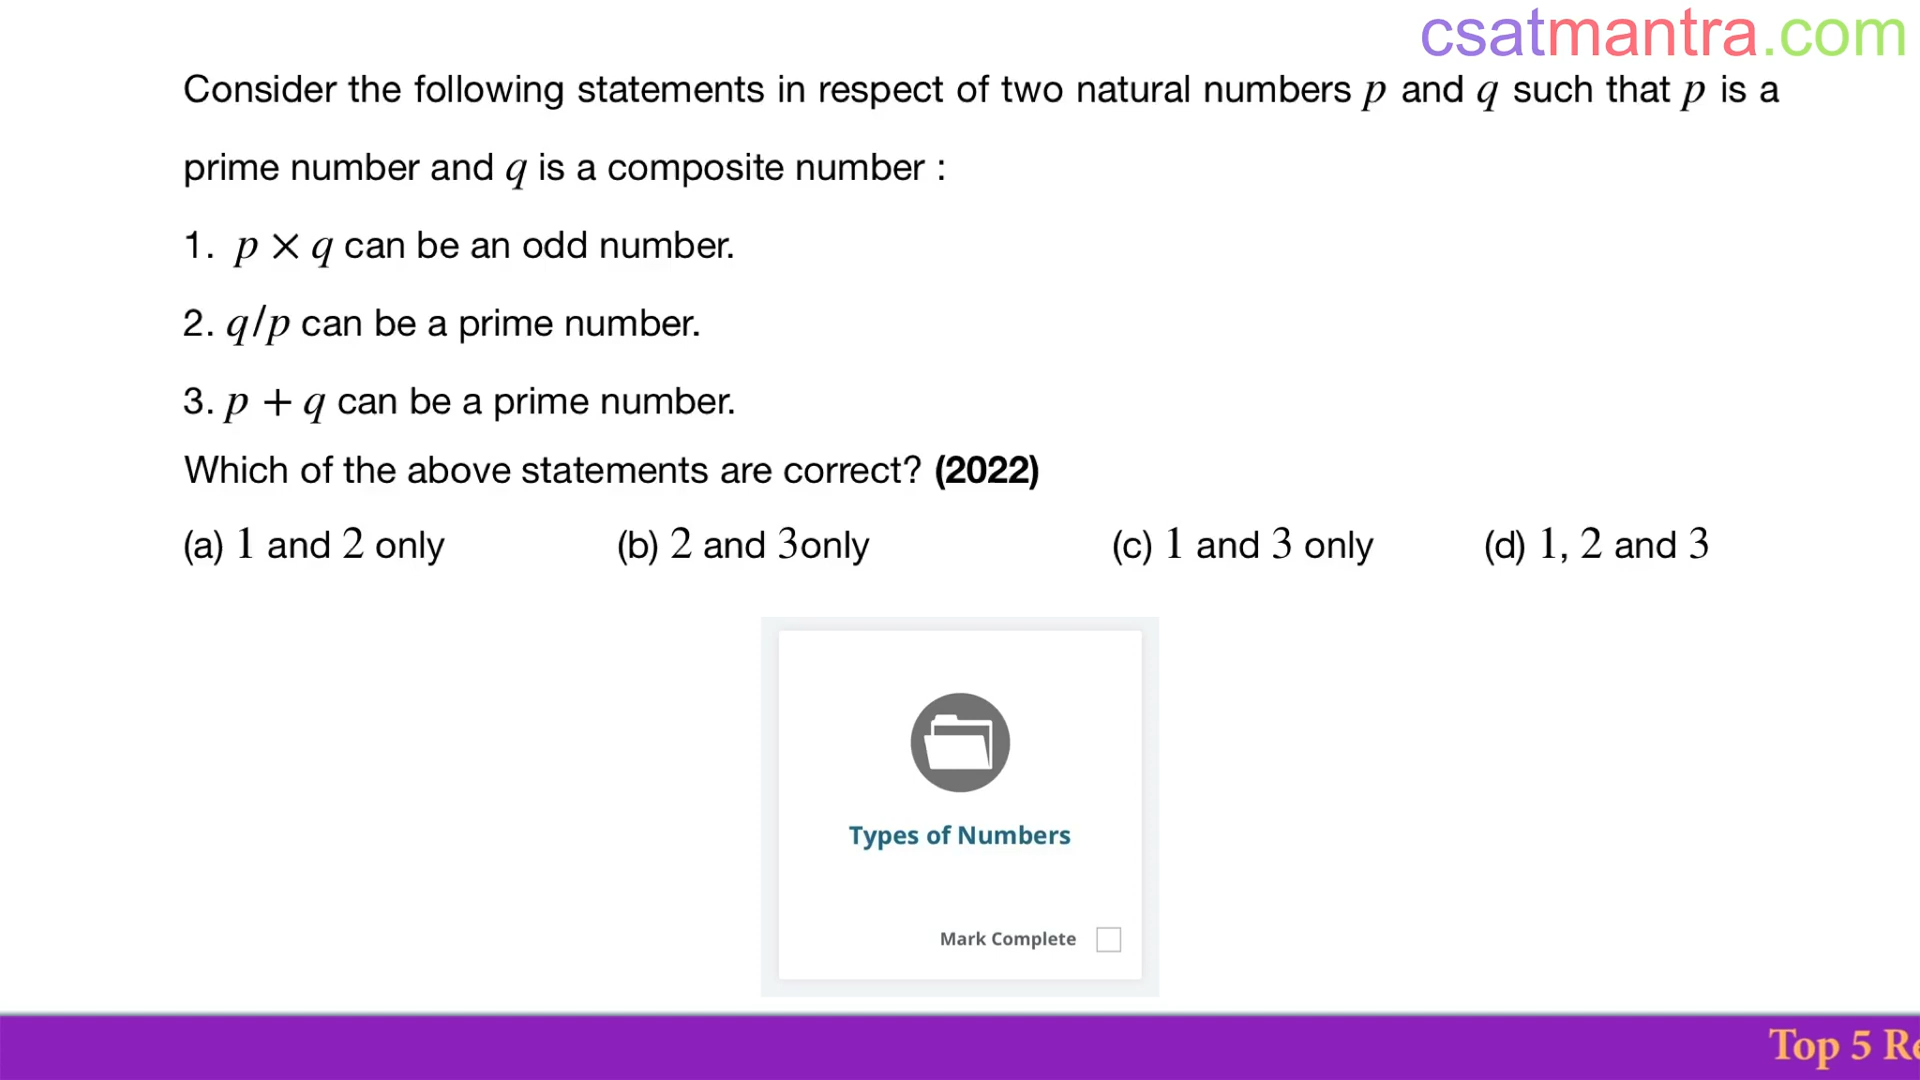 csatmantra.com
Consider the following statements in respect of two natural numbers p and q such that p is a
prime number and q is a composite number :
1. p × q can be an odd number.
2. q/p can be a prime number.
3. p + q can be a prime number.
Which of the above statements are correct? (2022)
(a) 1 and 2 only (b) 2 and 3only (c) 1 and 3 only (d) 1, 2 and 3
Types of Numbers
Mark Complete
Top 5